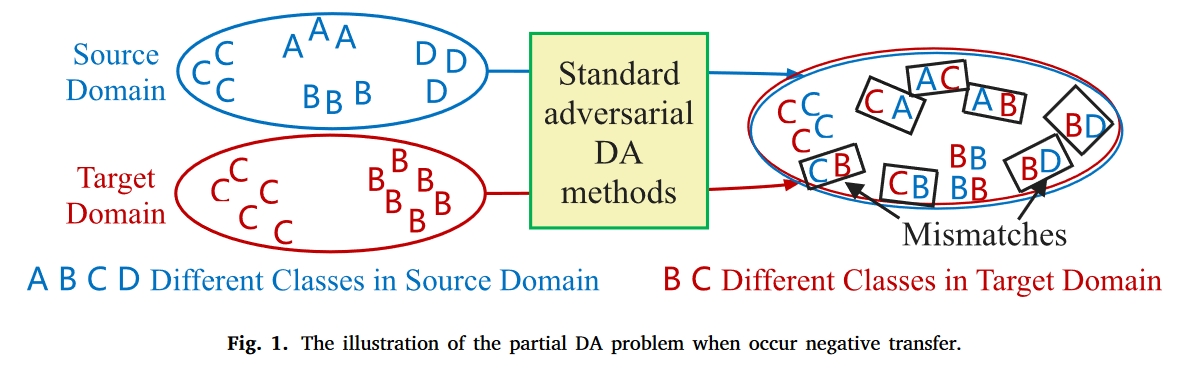 Source
Domain
C
C
C
A A A
B B B
D D
D
Target
Domain
C
C C
C
C
B
B B
B B
B
Standard
adversarial
DA
methods
C C
C C
C A
A C
A B
B D
C B
C B
B B
B B
B D
Mismatches
A B C D Different Classes in Source Domain
B C Different Classes in Target Domain
Fig. 1. The illustration of the partial DA problem when occur negative transfer.